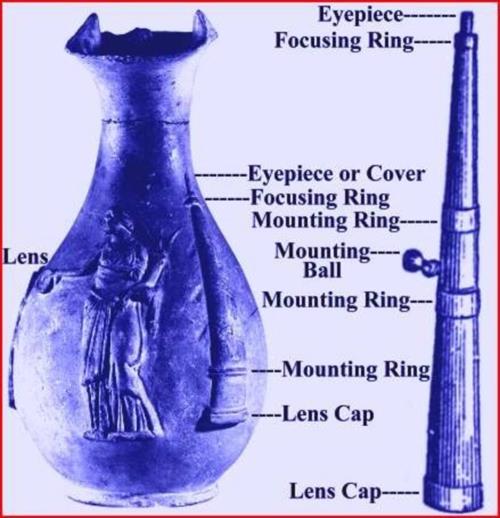 Eyepiece------
Focusing Ring----
-------Eyepiece or Cover
------Focusing Ring
Mounting Ring-----
Lens
Mounting----
Ball
Mounting Ring---
----Mounting Ring
----Lens Cap
Lens Cap-----